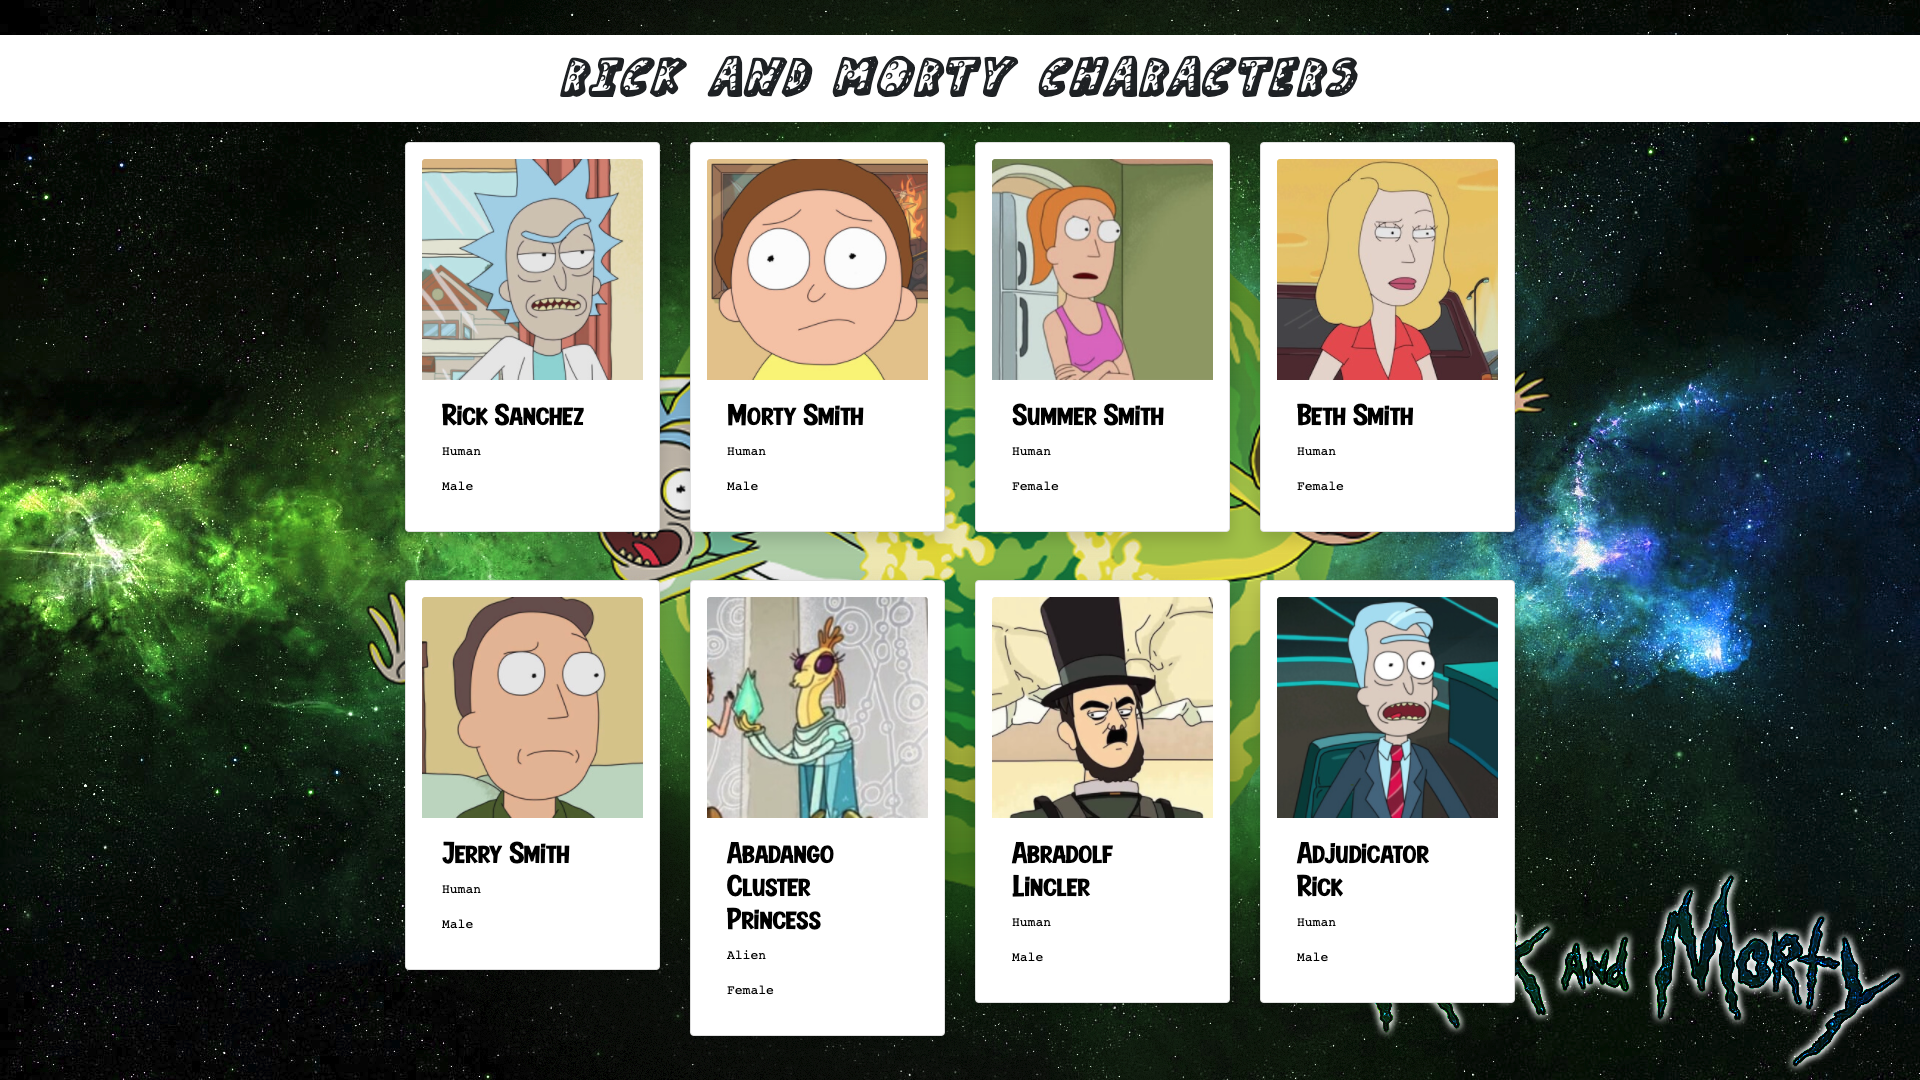 RICK AND MORTY CHARACTERS
Rick Sanchez
Human
Male
Morty Smith
Human
Male
Summer Smith
Human
Female
Beth Smith
Human
Female
Jerry Smith
Human
Male
Abadango
Cluster
Princess
Alien
Female
Abradolf
Lincler
Human
Male
Adjudicator
Rick
Human
Male
and Morty